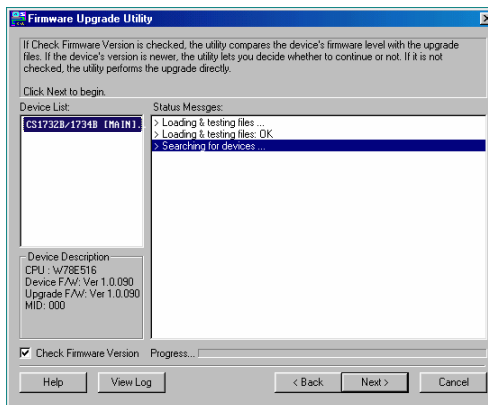 Firmware Upgrade Utility
If Check Firmware Version is checked, the utility compares the device's firmware level with the upgrade
files. If the device's version is newer, the utility lets you decide whether to continue or not. If it is not
checked, the utility performs the upgrade directly.
Click Next to begin.
Device List:
Status Messges:
CS1732B/1734B [MAIN].
> Loading & testing files ...
> Loading & testing files: OK
> Searching for devices ...
Device Description
CPU : W78E516
Device F/W: Ver 1.0.090
Upgrade F/W: Ver 1.0.090
MID: 000
Check Firmware Version
Progress...
Help
View Log
< Back
Next >
Cancel